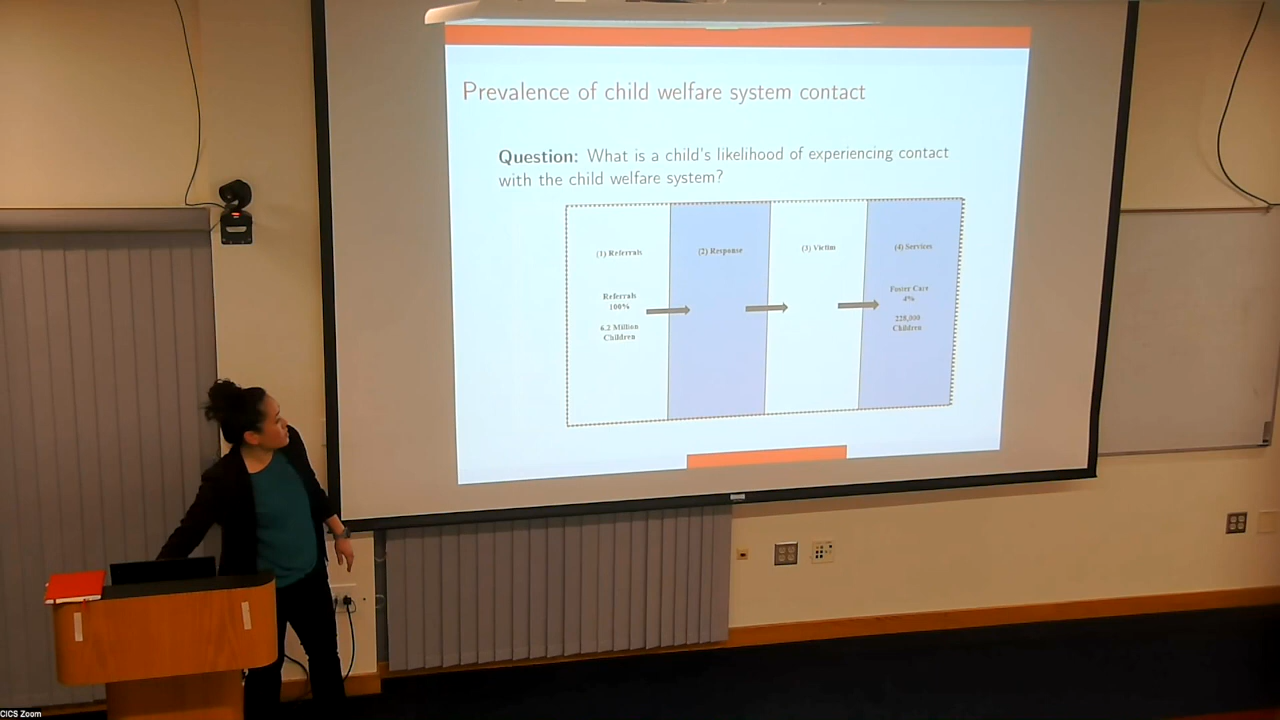 Prevalence of child welfare system contact
Question: What is a child's likelihood of experiencing contact
with the child welfare system?
(1) Referrals
(2) Response
(3) Victim
(4) Services
Referrals
100%
6.2 Million
Children
Foster Care
4%
228,000
Children
CICS Zoom